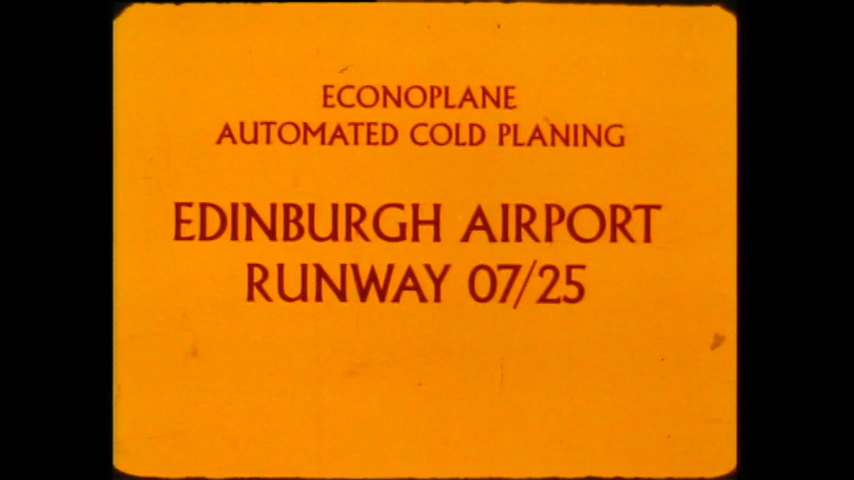 ECONOPLANE
AUTOMATED COLD PLANING
EDINBURGH AIRPORT
RUNWAY 07/25